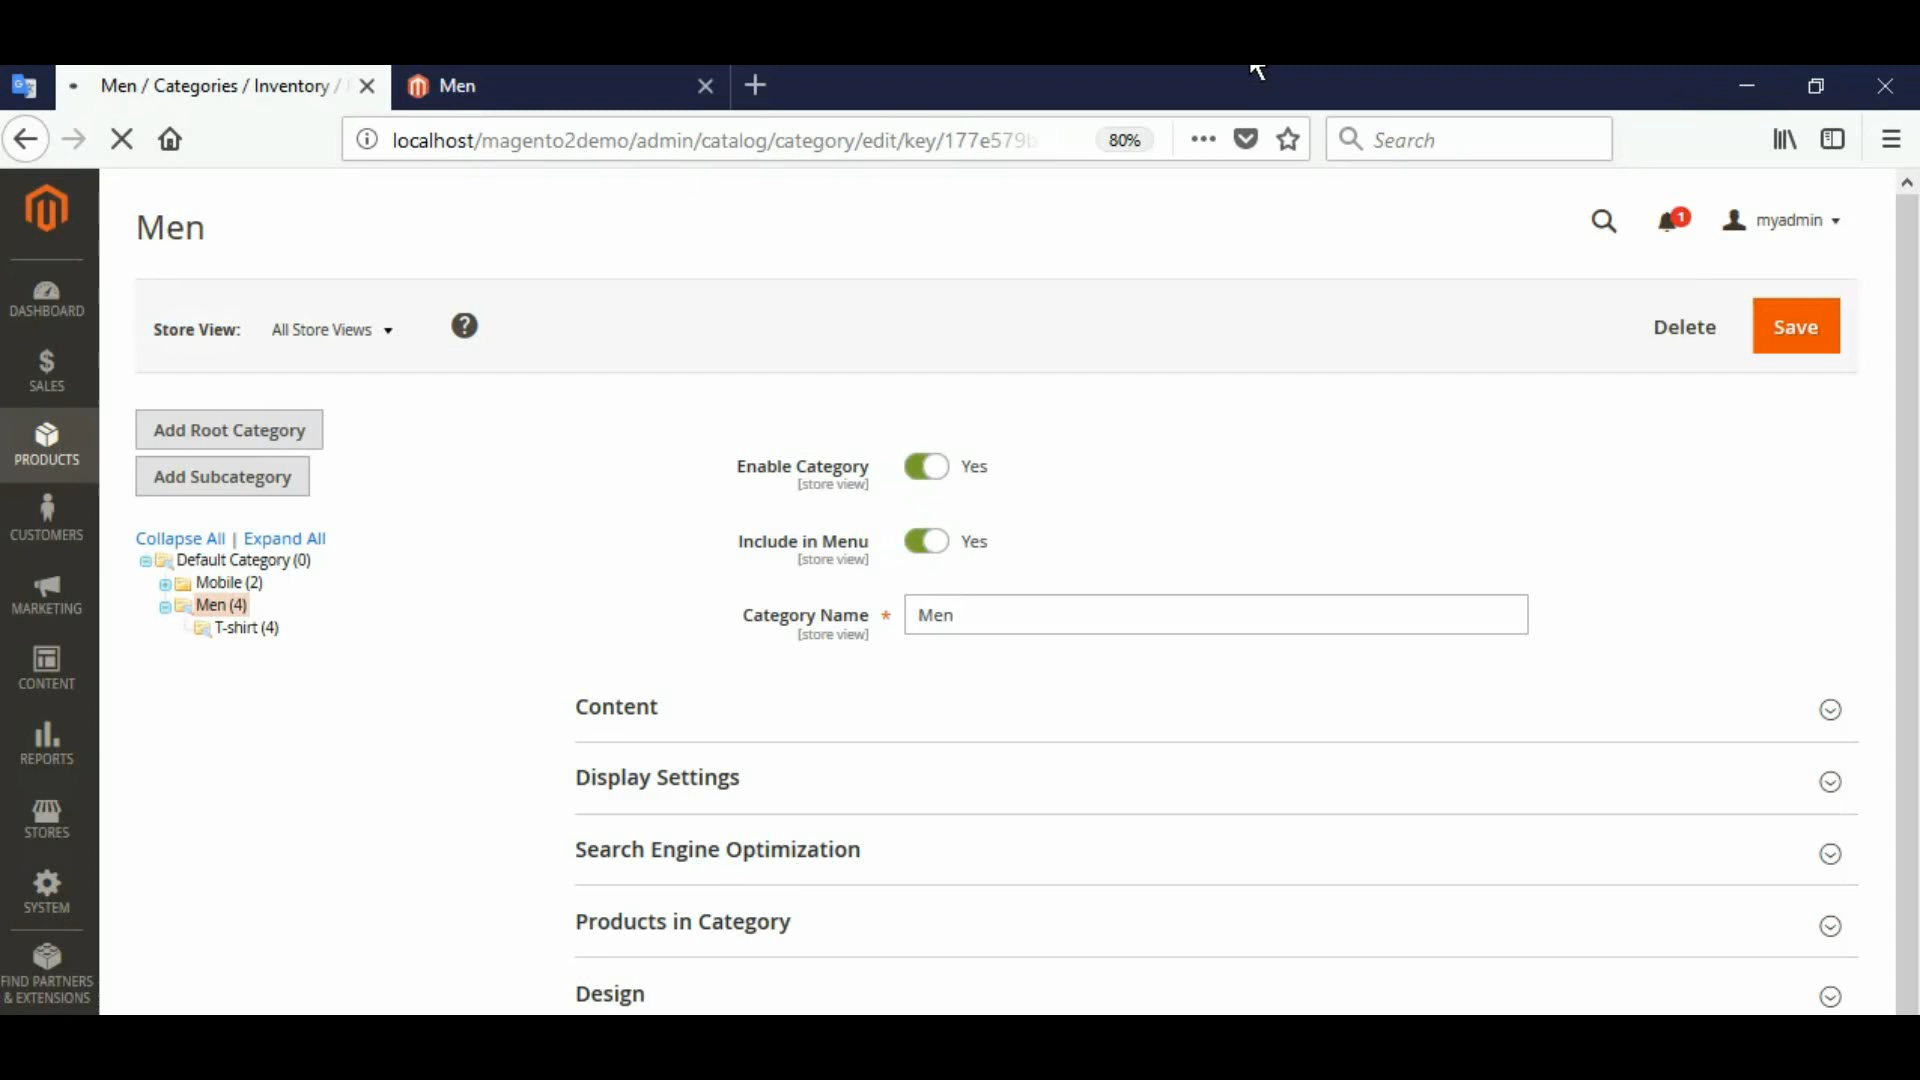 Men / Categories / Inventory /
Men
localhost/magento2demo/admin/catalog/category/edit/key/177e579b
80%
Search
Men
1
myadmin
DASHBOARD
SALES
PRODUCTS
CUSTOMERS
MARKETING
CONTENT
REPORTS
STORES
SYSTEM
FIND PARTNERS
& EXTENSIONS
Store View: All Store Views
?
Delete
Save
Add Root Category
Add Subcategory
Collapse All | Expand All
Default Category (0)
Mobile (2)
Men (4)
T-shirt (4)
Enable Category
[store view]
Yes
Include in Menu
[store view]
Yes
Category Name *
[store view]
Men
Content
Display Settings
Search Engine Optimization
Products in Category
Design